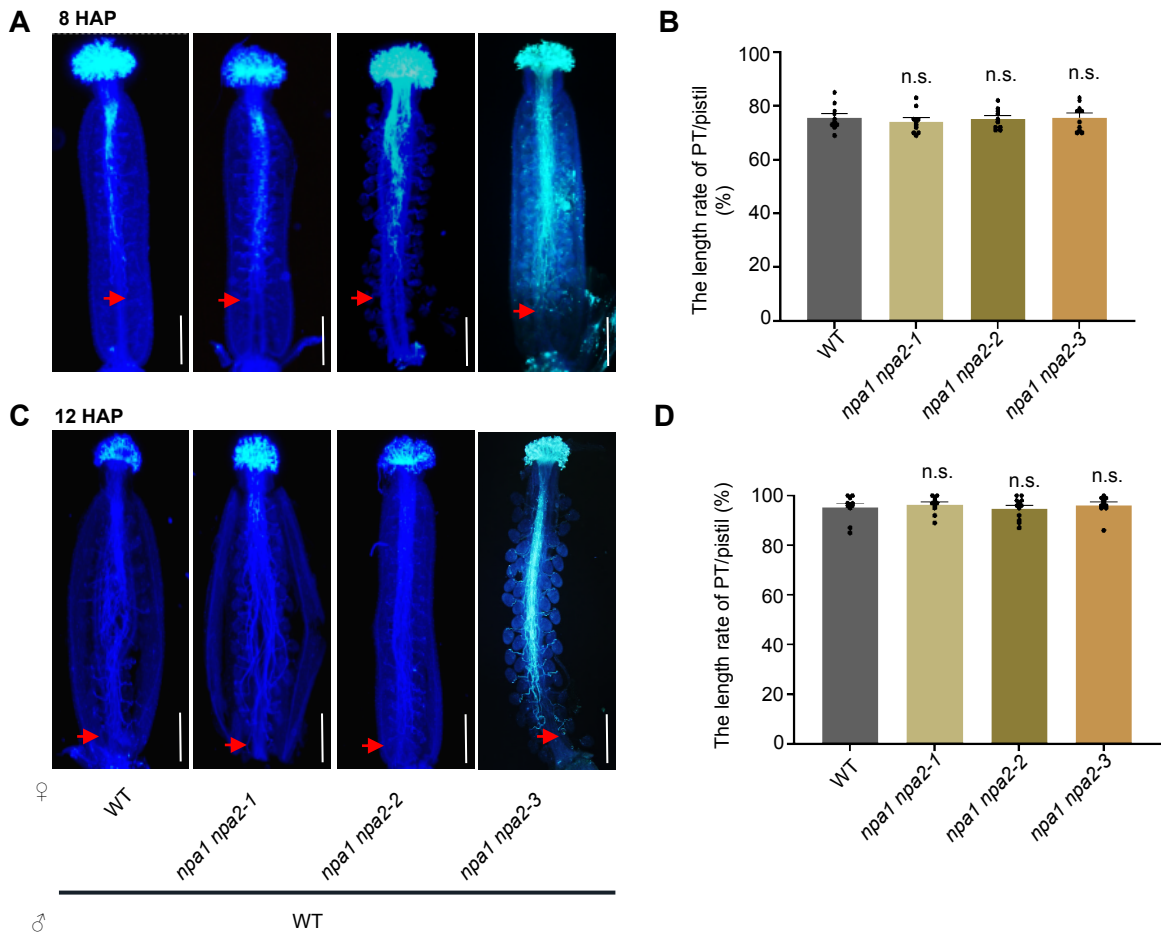 A
8 HAP
B
The length rate of PT/pistil
(%)
100
80
60
40
20
0
n.s.
n.s.
n.s.
WT
npa1 npa2-1
npa1 npa2-2
npa1 npa2-3
C
12 HAP
D
The length rate of PT/pistil (%)
100
80
60
40
20
0
n.s.
n.s.
n.s.
WT
npa1 npa2-1
npa1 npa2-2
npa1 npa2-3
♀
WT
npa1 npa2-1
npa1 npa2-2
npa1 npa2-3
♂
WT